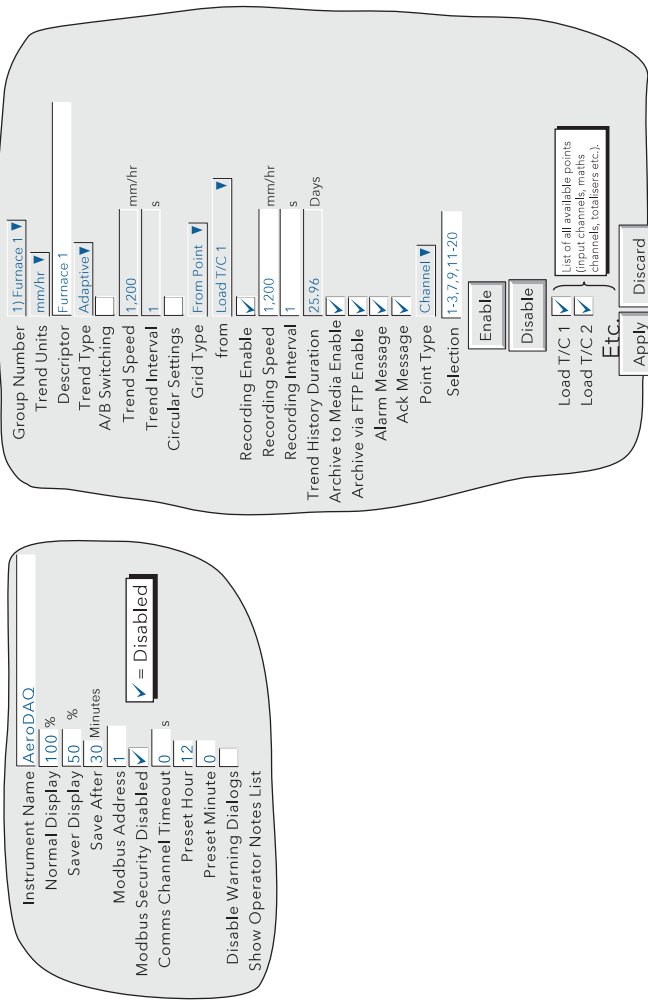 Instrument Name AeroDAQ
Normal Display 100 %
Saver Display 50 %
Save After 30 Minutes
Modbus Address 1
Modbus Security Disabled
= Disabled
Comms Channel Timeout 0 s
Preset Hour 12
Preset Minute 0
Disable Warning Dialogs
Show Operator Notes List
Group Number 1) Furnace 1
Trend Units mm/hr
Descriptor Furnace 1
Trend Type Adaptive
A/B Switching
Trend Speed 1,200 mm/hr
Trend Interval 1 s
Circular Settings
Grid Type From Point
from Load T/C 1
Recording Enable
Recording Speed 1,200 mm/hr
Recording Interval 1 s
Trend History Duration 25.96 Days
Archive to Media Enable
Archive via FTP Enable
Alarm Message
Ack Message
Point Type Channel
Selection 1-3,7,9,11-20
Enable
Disable
Load T/C 1
Load T/C 2
Etc.
List of all available points
(input channels, maths
channels, totalisers etc.).
Apply Discard